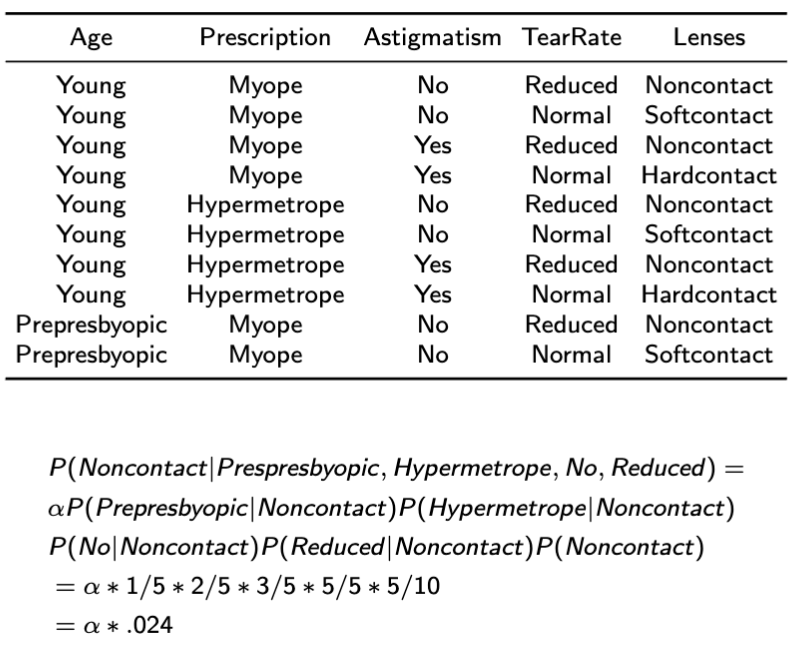 Age Prescription Astigmatism TearRate Lenses
Young Myope No Reduced Noncontact
Young Myope No Normal Softcontact
Young Myope Yes Reduced Noncontact
Young Myope Yes Normal Hardcontact
Young Hypermetrope No Reduced Noncontact
Young Hypermetrope No Normal Softcontact
Young Hypermetrope Yes Reduced Noncontact
Young Hypermetrope Yes Normal Hardcontact
Prepresbyopic Myope No Reduced Noncontact
Prepresbyopic Myope No Normal Softcontact
P(Noncontact|Prespresbyopic, Hypermetrope, No, Reduced) =
αP(Prepresbyopic|Noncontact)P(Hypermetrope|Noncontact)
P(No|Noncontact)P(Reduced|Noncontact)P(Noncontact)
= α ∗ 1/5 ∗ 2/5 ∗ 3/5 ∗ 5/5 ∗ 5/10
= α ∗ .024